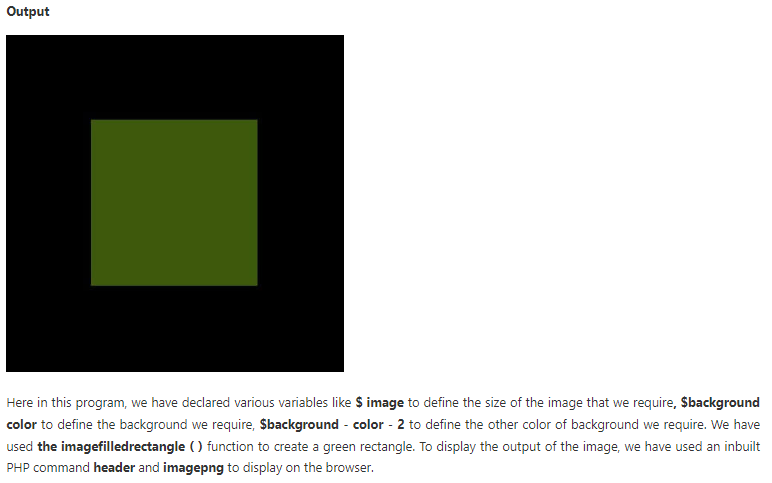 Output
Here in this program, we have declared various variables like $ image to define the size of the image that we require, $background
color to define the background we require, $background - color - 2 to define the other color of background we require. We have
used the imagefilledrectangle ( ) function to create a green rectangle. To display the output of the image, we have used an inbuilt
PHP command header and imagepng to display on the browser.